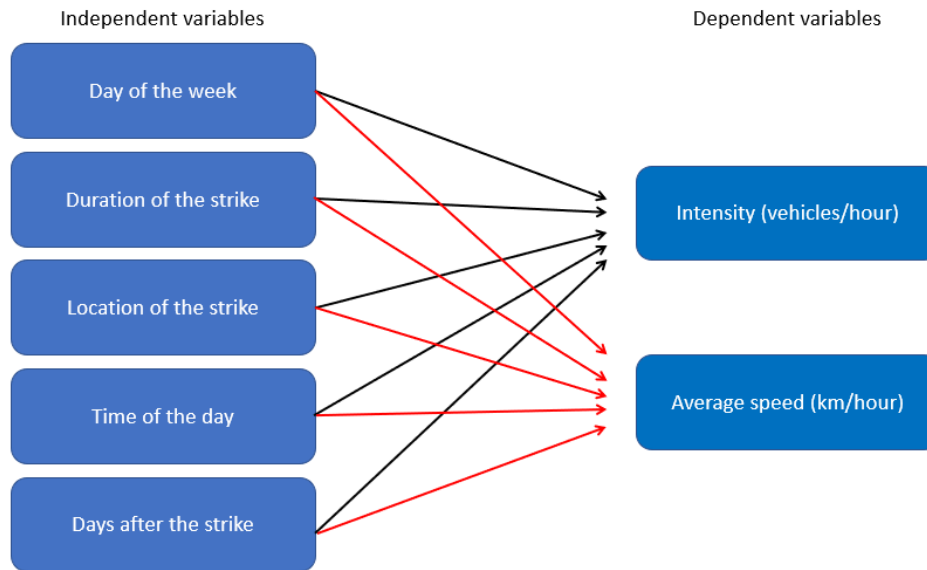 Independent variables
Dependent variables
Day of the week
Duration of the strike
Location of the strike
Time of the day
Days after the strike
Intensity (vehicles/hour)
Average speed (km/hour)